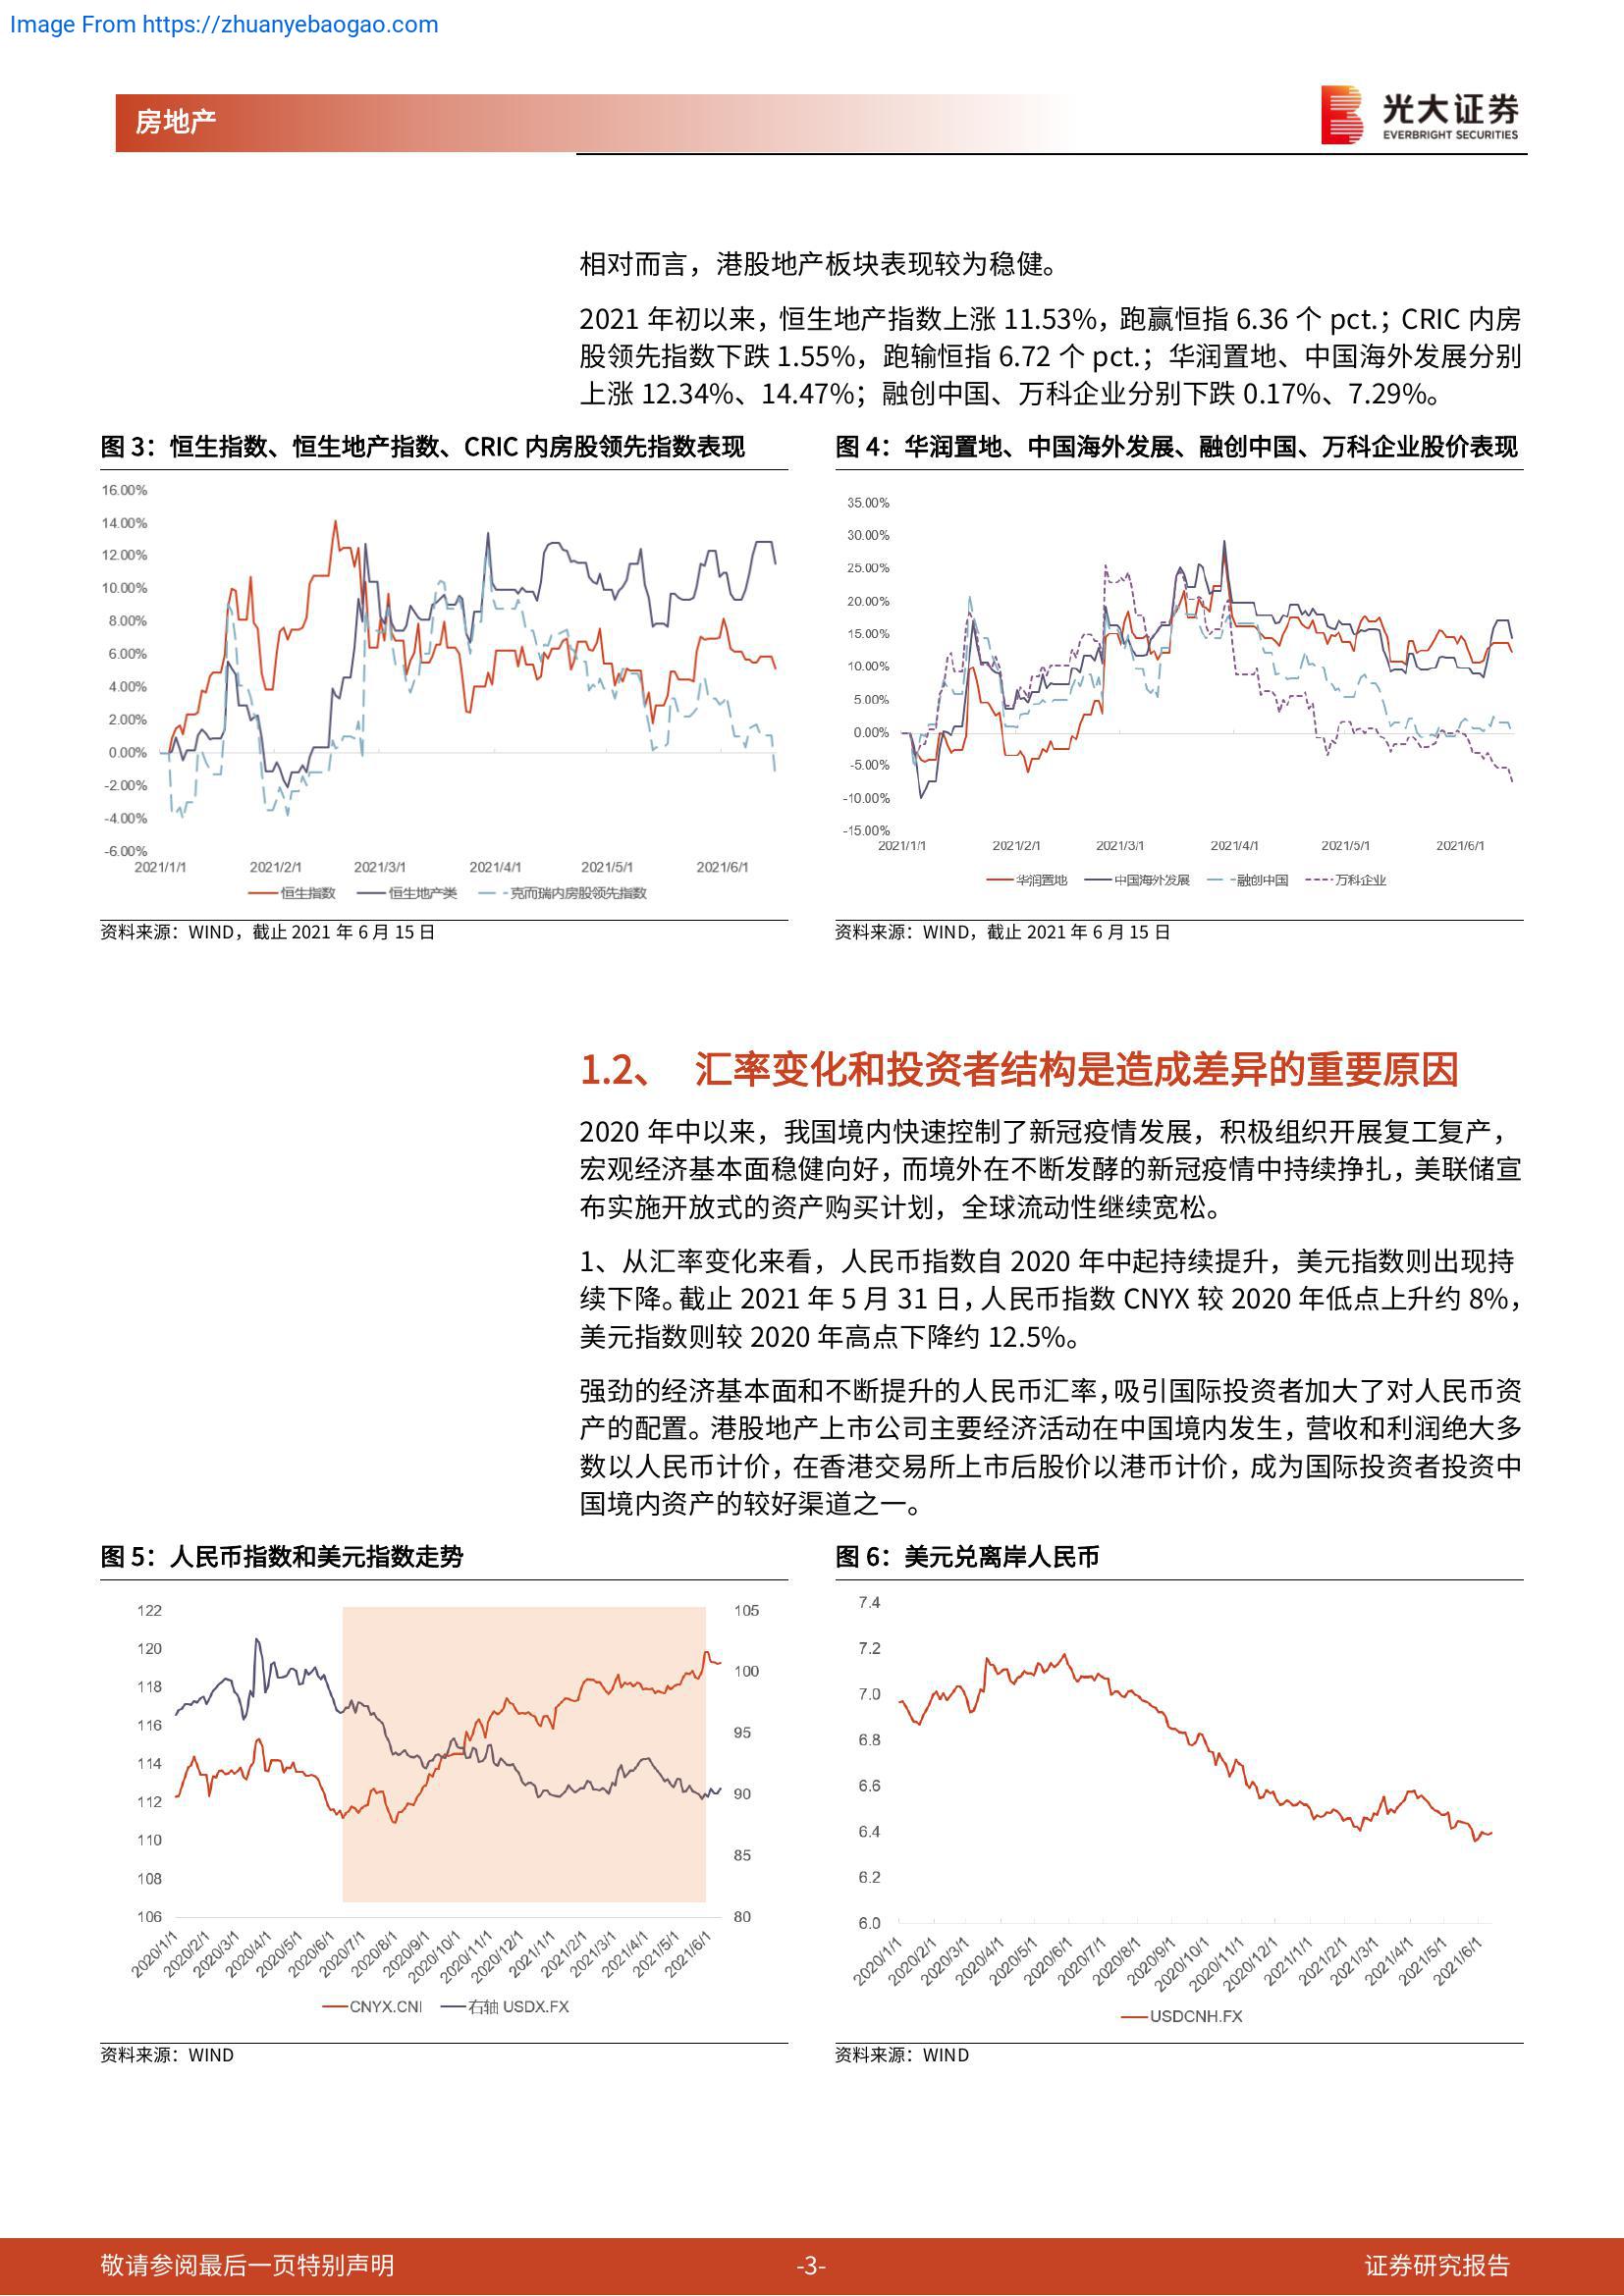 Image From https://zhuanyebaogao.com
房地产
光大证券
EVERBRIGHT SECURITIES
相对而言，港股地产板块表现较为稳健。
2021 年初以来，恒生地产指数上涨 11.53%，跑赢恒指 6.36 个 pct.；CRIC 内房
股领先指数下跌 1.55%，跑输恒指 6.72 个 pct.；华润置地、中国海外发展分别
上涨 12.34%、14.47%；融创中国、万科企业分别下跌 0.17%、7.29%。
图 3：恒生指数、恒生地产指数、CRIC 内房股领先指数表现
16.00%
14.00%
12.00%
10.00%
8.00%
6.00%
4.00%
2.00%
0.00%
-2.00%
-4.00%
-6.00%
2021/1/1 2021/2/1 2021/3/1 2021/4/1 2021/5/1 2021/6/1
恒生指数 恒生地产类 克而瑞内房股领先指数
资料来源：WIND，截止 2021 年 6 月 15 日
图 4：华润置地、中国海外发展、融创中国、万科企业股价表现
35.00%
30.00%
25.00%
20.00%
15.00%
10.00%
5.00%
0.00%
-5.00%
-10.00%
-15.00%
2021/1/1 2021/2/1 2021/3/1 2021/4/1 2021/5/1 2021/6/1
华润置地 中国海外发展 融创中国 万科企业
资料来源：WIND，截止 2021 年 6 月 15 日
1.2、 汇率变化和投资者结构是造成差异的重要原因
2020 年中以来，我国境内快速控制了新冠疫情发展，积极组织开展复工复产，
宏观经济基本面稳健向好，而境外在不断发酵的新冠疫情中持续挣扎，美联储宣
布实施开放式的资产购买计划，全球流动性继续宽松。
1、从汇率变化来看，人民币指数自 2020 年中起持续提升，美元指数则出现持
续下降。截止 2021 年 5 月 31 日，人民币指数 CNYX 较 2020 年低点上升约 8%，
美元指数则较 2020 年高点下降约 12.5%。
强劲的经济基本面和不断提升的人民币汇率，吸引国际投资者加大了对人民币资
产的配置。港股地产上市公司主要经济活动在中国境内发生，营收和利润绝大多
数以人民币计价，在香港交易所上市后股价以港币计价，成为国际投资者投资中
国境内资产的较好渠道之一。
图 5：人民币指数和美元指数走势
122
120
118
116
114
112
110
108
106
105
100
95
90
85
80
2020/1/1 2020/2/1 2020/3/1 2020/4/1 2020/5/1 2020/6/1 2020/7/1 2020/8/1 2020/9/1 2020/10/1 2020/11/1 2020/12/1 2021/1/1 2021/2/1 2021/3/1 2021/4/1 2021/5/1 2021/6/1
CNYX.CNI 右轴 USDX.FX
资料来源：WIND
图 6：美元兑离岸人民币
7.4
7.2
7.0
6.8
6.6
6.4
6.2
6.0
2020/1/1 2020/2/1 2020/3/1 2020/4/1 2020/5/1 2020/6/1 2020/7/1 2020/8/1 2020/9/1 2020/10/1 2020/11/1 2020/12/1 2021/1/1 2021/2/1 2021/3/1 2021/4/1 2021/5/1 2021/6/1
USDCNH.FX
资料来源：WIND
敬请参阅最后一页特别声明
-3-
证券研究报告